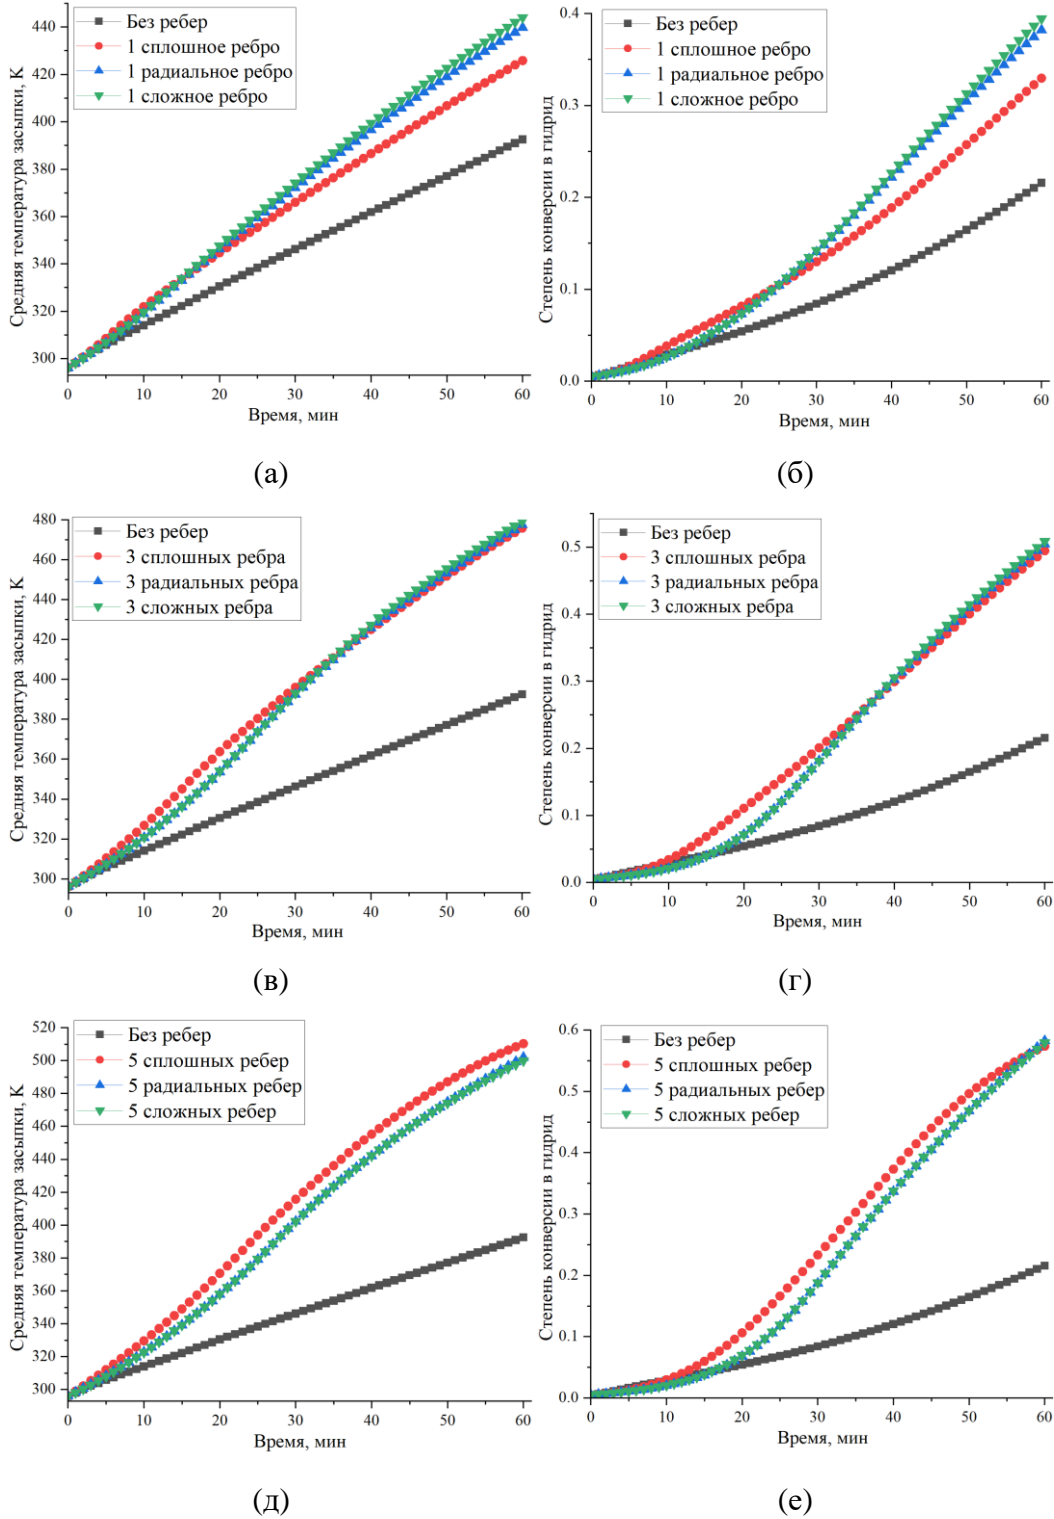 Средняя температура засыпки, К
440
420
400
380
360
340
320
300
0
10
20
30
40
50
60
Время, мин
Без ребер
1 сплошное ребро
1 радиальное ребро
1 сложное ребро
(а)
Степень конверсии в гидрид
0.4
0.3
0.2
0.1
0.0
0
10
20
30
40
50
60
Время, мин
Без ребер
1 сплошное ребро
1 радиальное ребро
1 сложное ребро
(б)
Средняя температура засыпки, К
480
460
440
420
400
380
360
340
320
300
0
10
20
30
40
50
60
Время, мин
Без ребер
3 сплошных ребра
3 радиальных ребра
3 сложных ребра
(в)
Степень конверсии в гидрид
0.5
0.4
0.3
0.2
0.1
0.0
0
10
20
30
40
50
60
Время, мин
Без ребер
3 сплошных ребра
3 радиальных ребра
3 сложных ребра
(г)
Средняя температура засыпки, К
520
500
480
460
440
420
400
380
360
340
320
300
0
10
20
30
40
50
60
Время, мин
Без ребер
5 сплошных ребер
5 радиальных ребер
5 сложных ребер
(д)
Степень конверсии в гидрид
0.6
0.5
0.4
0.3
0.2
0.1
0.0
0
10
20
30
40
50
60
Время, мин
Без ребер
5 сплошных ребер
5 радиальных ребер
5 сложных ребер
(е)